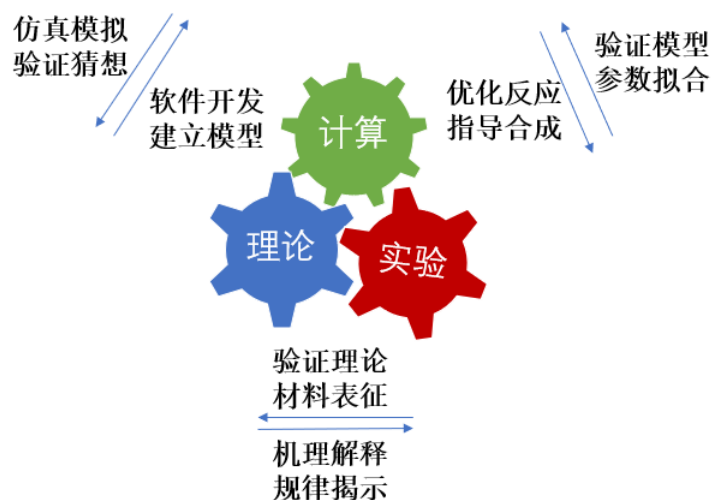 仿真模拟
验证猜想
软件开发
建立模型
计算
优化反应
指导合成
验证模型
参数拟合
理论
实验
验证理论
材料表征
机理解释
规律揭示